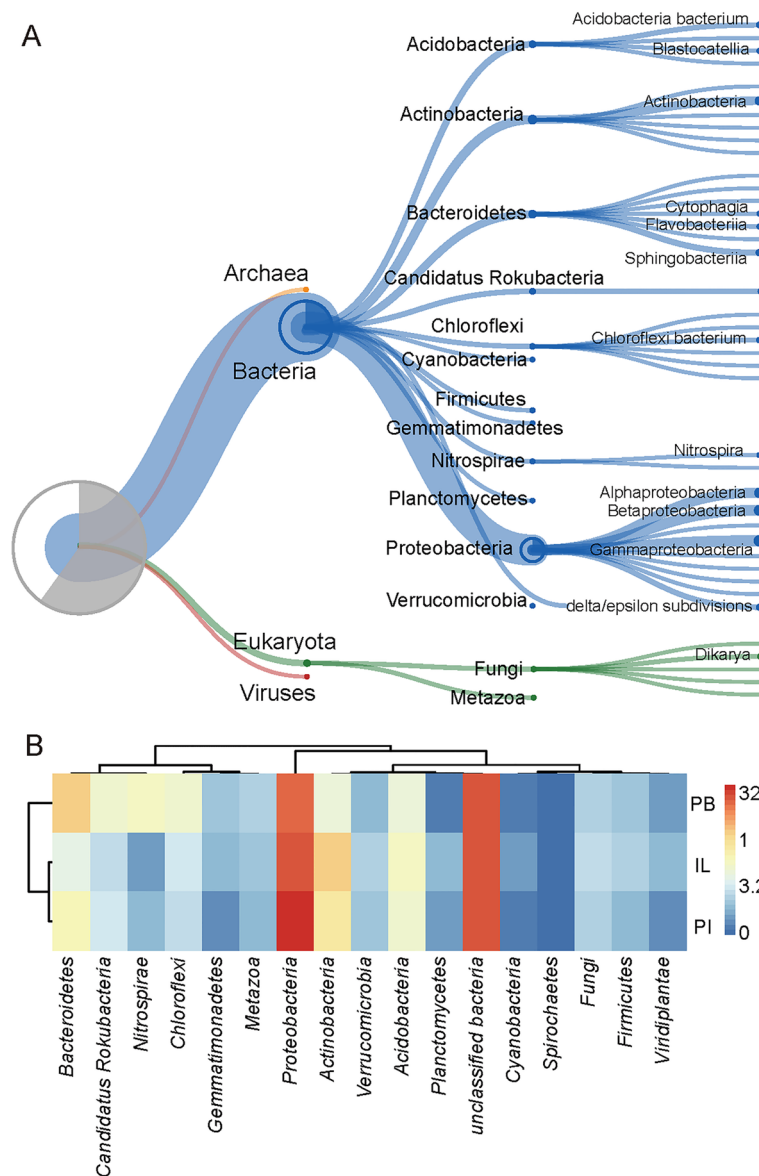 A
Acidobacteria bacterium
Acidobacteria
Blastocatellia
Actinobacteria
Actinobacteria
Cytophagia
Bacteroidetes
Flavobacteriia
Sphingobacteriia
Archaea
Candidatus Rokubacteria
Chloroflexi
Chloroflexi bacterium
Cyanobacteria
Bacteria
Firmicutes
Gemmatimonadetes
Nitrospira
Nitrospirae
Planctomycetes
Alphaproteobacteria
Betaproteobacteria
Proteobacteria
Gammaproteobacteria
Verrucomicrobia
delta/epsilon subdivisions
Eukaryota
Dikarya
Fungi
Viruses
Metazoa
B
PB
IL
PI
32
1
3.2
0
Bacteroidetes
Candidatus Rokubacteria
Nitrospirae
Chloroflexi
Gemmatimonadetes
Metazoa
Proteobacteria
Actinobacteria
Verrucomicrobia
Acidobacteria
Planctomycetes
unclassified bacteria
Cyanobacteria
Spirochaetes
Fungi
Firmicutes
Viridiplantae